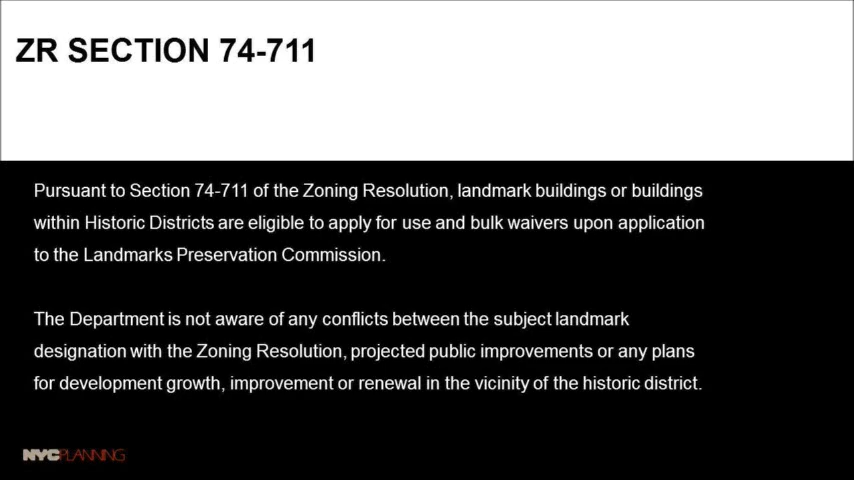 ZR SECTION 74-711
Pursuant to Section 74-711 of the Zoning Resolution, landmark buildings or buildings
within Historic Districts are eligible to apply for use and bulk waivers upon application
to the Landmarks Preservation Commission.
The Department is not aware of any conflicts between the subject landmark
designation with the Zoning Resolution, projected public improvements or any plans
for development growth, improvement or renewal in the vicinity of the historic district.
NYCPLANNING